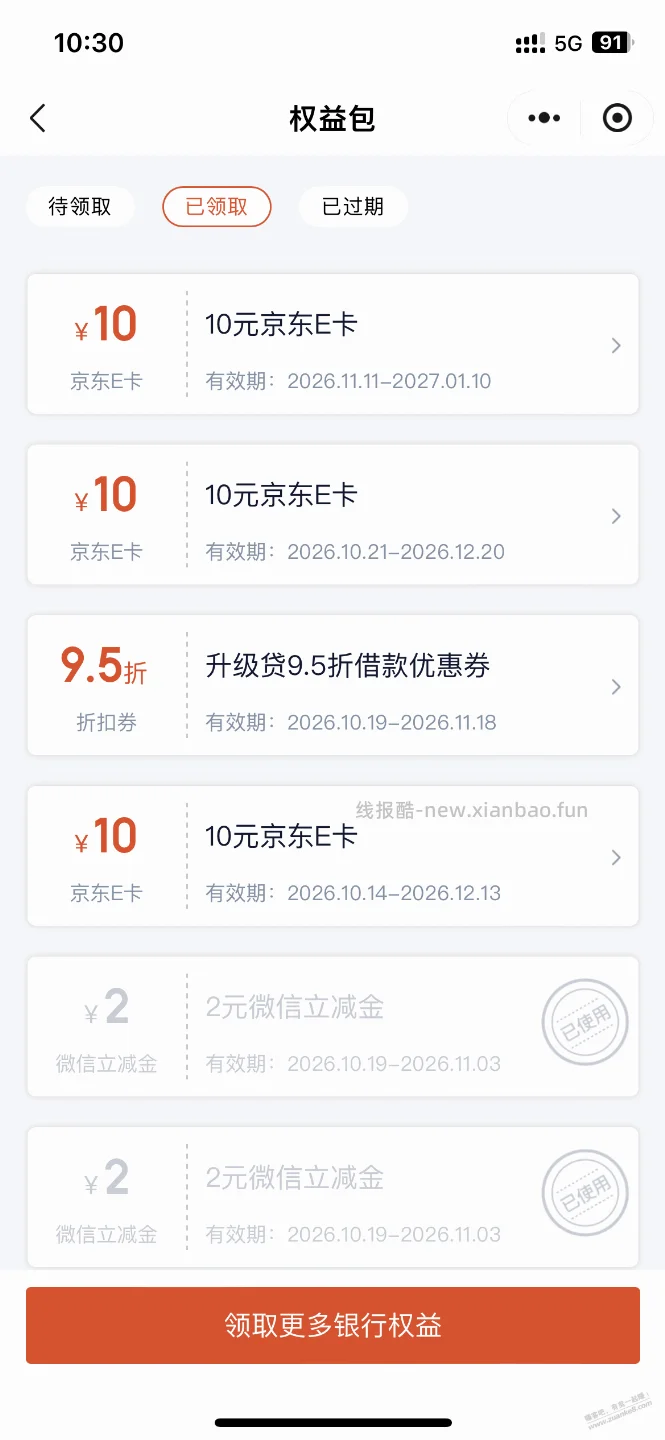 10:30
5G
91
权益包
待领取
已领取
已过期
¥10
京东E卡
10元京东E卡
有效期：2026.11.11-2027.01.10
¥10
京东E卡
10元京东E卡
有效期：2026.10.21-2026.12.20
9.5折
折扣券
升级贷9.5折借款优惠券
有效期：2026.10.19-2026.11.18
线报酷-new.xianbao.fun
¥10
京东E卡
10元京东E卡
有效期：2026.10.14-2026.12.13
¥2
微信立减金
2元微信立减金
有效期：2026.10.19-2026.11.03
已使用
¥2
微信立减金
2元微信立减金
有效期：2026.10.19-2026.11.03
已使用
领取更多银行权益
www.zuanke8.com